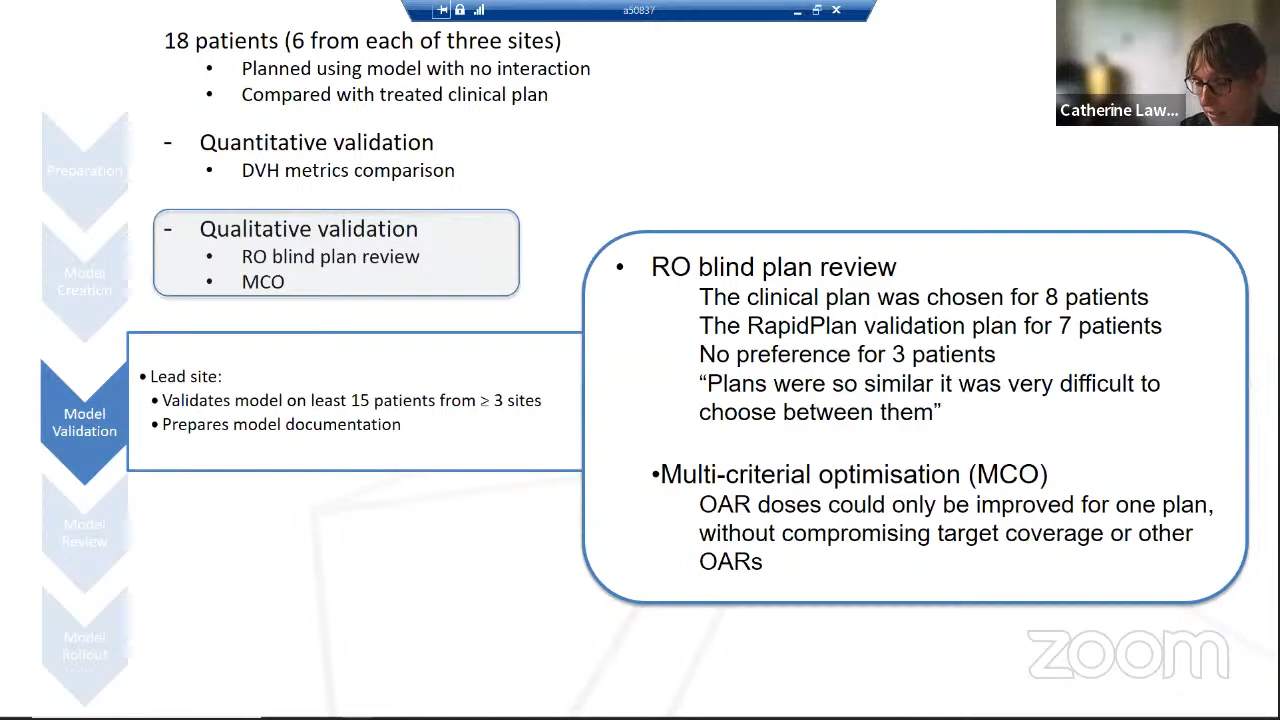 a50837
18 patients (6 from each of three sites)
• Planned using model with no interaction
• Compared with treated clinical plan
Catherine Law...
- Quantitative validation
• DVH metrics comparison
Preparation
- Qualitative validation
• RO blind plan review
• MCO
Model
Creation
• RO blind plan review
The clinical plan was chosen for 8 patients
The RapidPlan validation plan for 7 patients
No preference for 3 patients
“Plans were so similar it was very difficult to
choose between them”
•Multi-criterial optimisation (MCO)
OAR doses could only be improved for one plan,
without compromising target coverage or other
OARs
• Lead site:
• Validates model on least 15 patients from ≥ 3 sites
• Prepares model documentation
Model
Validation
Model
Review
Model
Rollout
zoom